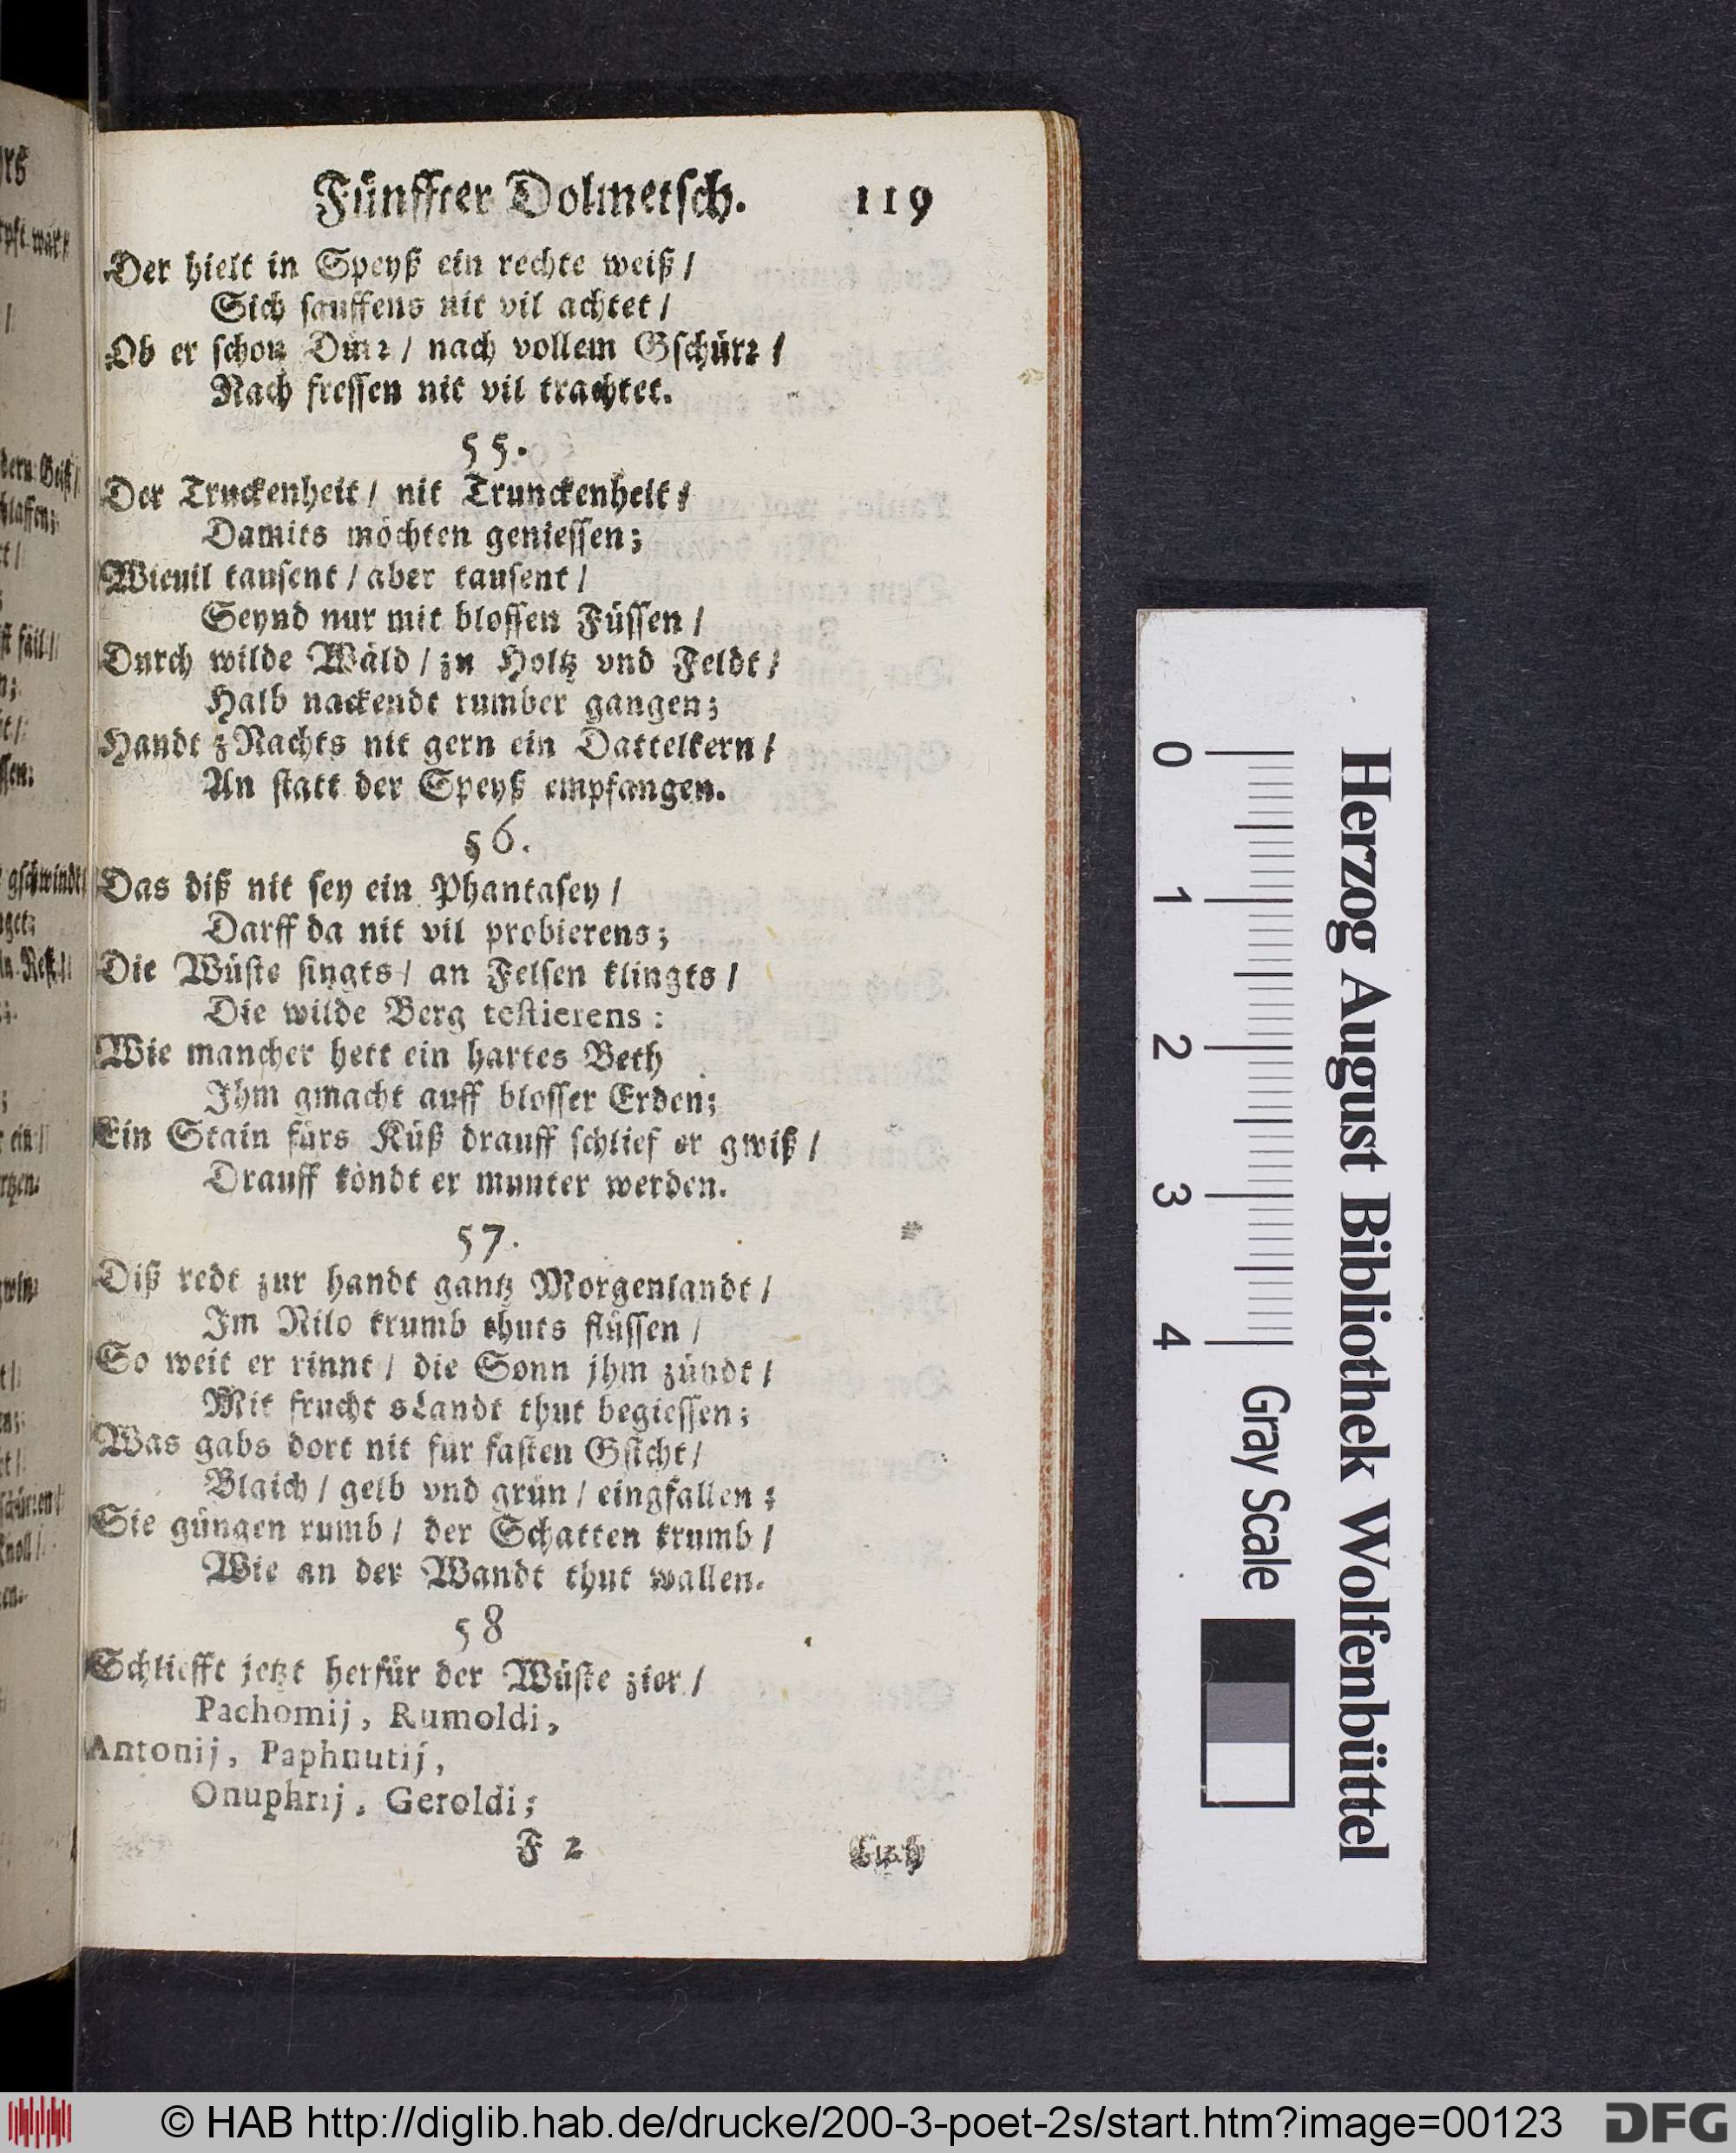 Fünffter Dolmetsch. 119
Der hielt in Speyß ein rechte weiß /
Sich sauffens nit vil achtet /
Ob er schon Dürr / nach vollem Gschürr /
Nach fressen nit vil trachtet.
55.
Der Truckenheit / nit Trunckenheit /
Damits möchten geniessen;
Wieuil tausent / aber tausent /
Seynd nur mit blossen Füssen /
Durch wilde Wäld / zu Holtz vnd Feldt /
Halb nackendt rumber gangen;
Handt zNachts nit gern ein Dattelkern /
An statt der Speyß empfangen.
56.
Das diß nit sey ein Phantasey /
Darff da nit vil probierens;
Die Wüste singts / an Felsen klingts /
Die wilde Berg testierens:
Wie mancher hett ein hartes Beth
Ihm gmacht auff blosser Erden;
Ein Stain fürs Küß drauff schlief er gwiß /
Drauff köndt er munter werden.
57.
Diß redt zur handt gantz Morgenlandt /
Im Nilo krumb thuts flüssen /
So weit er rinnt / die Sonn jhm zündt /
Mit frucht sLandt thut begiessen;
Was gabs dort nit für fasten Gsicht /
Blaich / gelb vnd grün / eingfallen;
Sie güngen rumb / der Schatten krumb /
Wie an der Wandt thut wallen.
58
Schliefft jetzt herfür der Wüste zier /
Pachomij, Rumoldi,
Antonij, Paphnutij,
Onuphrij, Geroldi;
F 2
Herzog August Bibliothek Wolfenbüttel
0 1 2 3 4 Gray Scale
© HAB http://diglib.hab.de/drucke/200-3-poet-2s/start.htm?image=00123
DFG